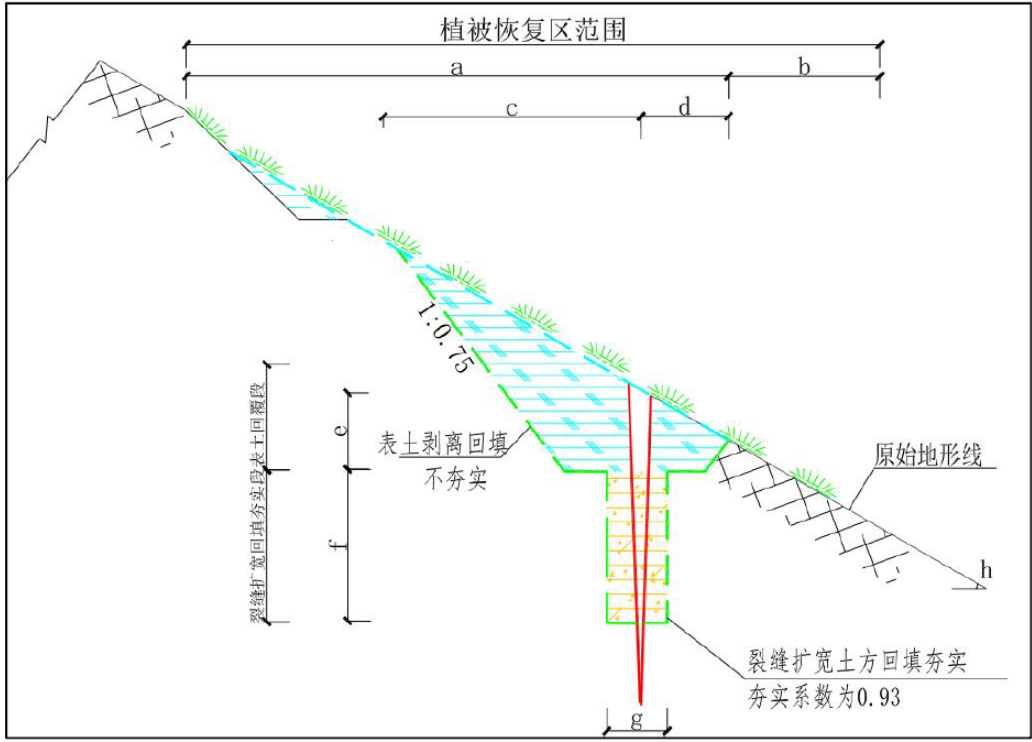 植被恢复区范围
a
b
c
d
1:0.75
表土回覆段
e
表土剥离回填
不夯实
原始地形线
裂缝扩宽回填夯实段
f
h
裂缝扩宽土方回填夯实
夯实系数为0.93
g